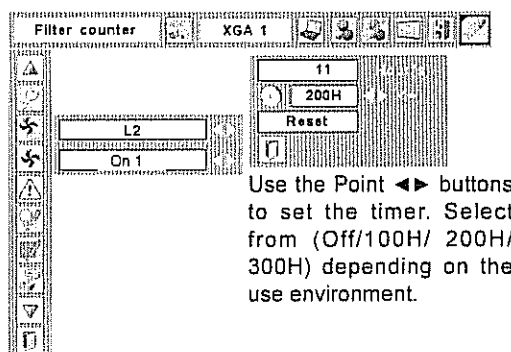 Filter counter
XGA 1
11
200H
Reset
L2
On 1
Use the Point ◄► buttons
to set the timer. Select
from (Off/100H/ 200H/
300H) depending on the
use environment.